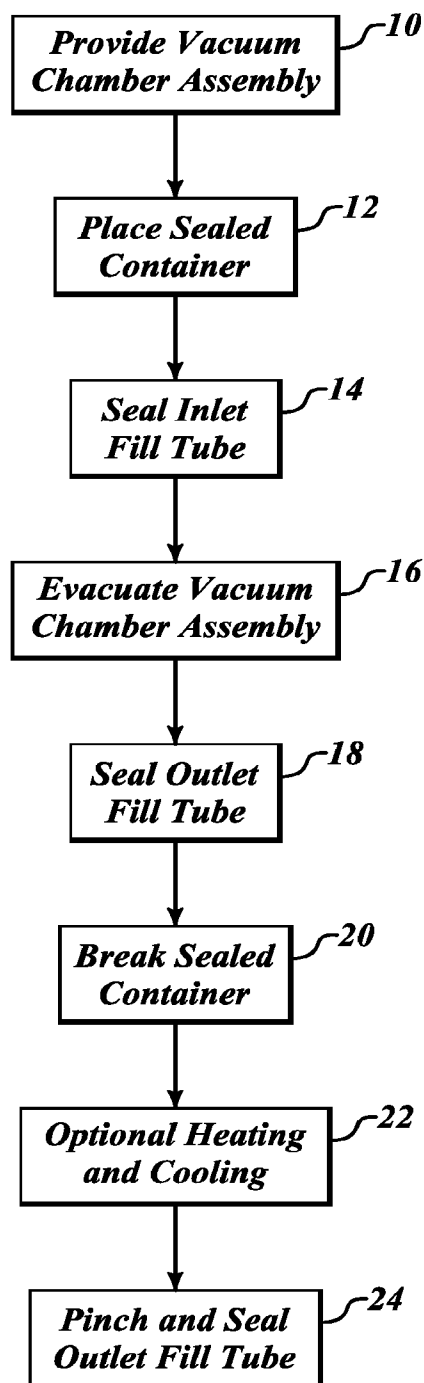 Provide Vacuum
Chamber Assembly
10
Place Sealed
Container
12
Seal Inlet
Fill Tube
14
Evacuate Vacuum
Chamber Assembly
16
Seal Outlet
Fill Tube
18
Break Sealed
Container
20
Optional Heating
and Cooling
22
Pinch and Seal
Outlet Fill Tube
24